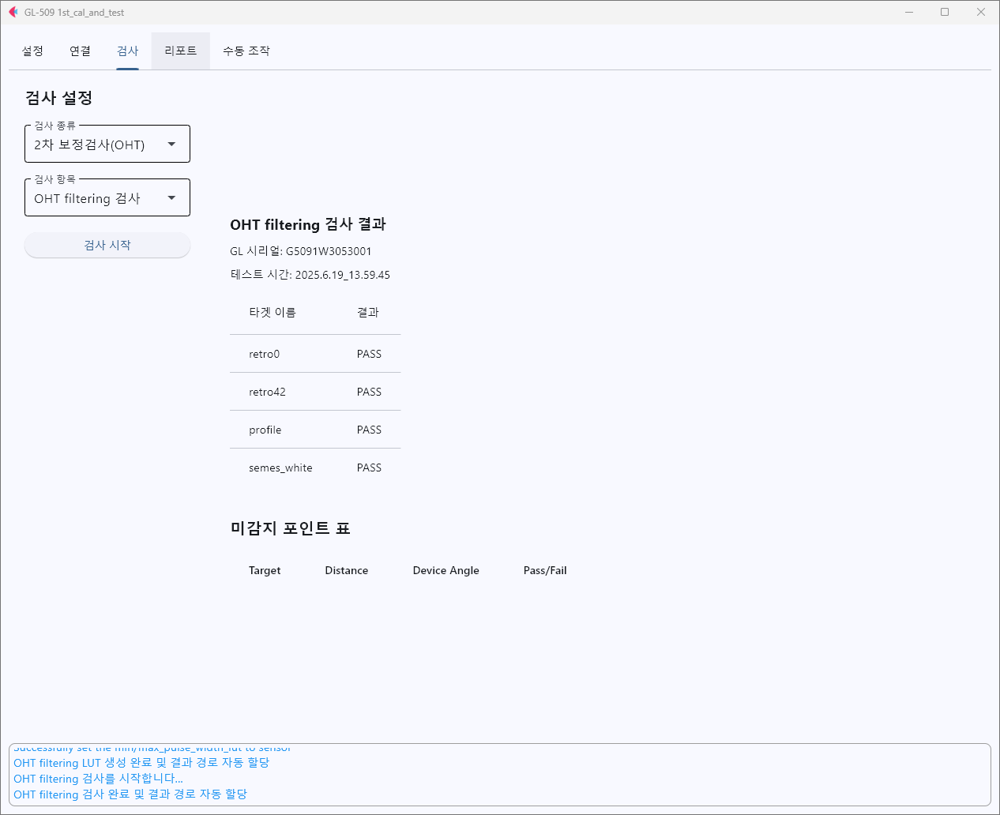 GL-509 1st_cal_and_test
설정 연결 검사 리포트 수동 조작
검사 설정
검사 종류
2차 보정검사(OHT)
검사 항목
OHT filtering 검사
검사 시작
OHT filtering 검사 결과
GL 시리얼: G5091W3053001
테스트 시간: 2025.6.19_13.59.45
타겟 이름 결과
retro0 PASS
retro42 PASS
profile PASS
semes_white PASS
미감지 포인트 표
Target Distance Device Angle Pass/Fail
Successfully set the min/max_pulse_width_lut to sensor
OHT filtering LUT 생성 완료 및 결과 경로 자동 할당
OHT filtering 검사를 시작합니다...
OHT filtering 검사 완료 및 결과 경로 자동 할당